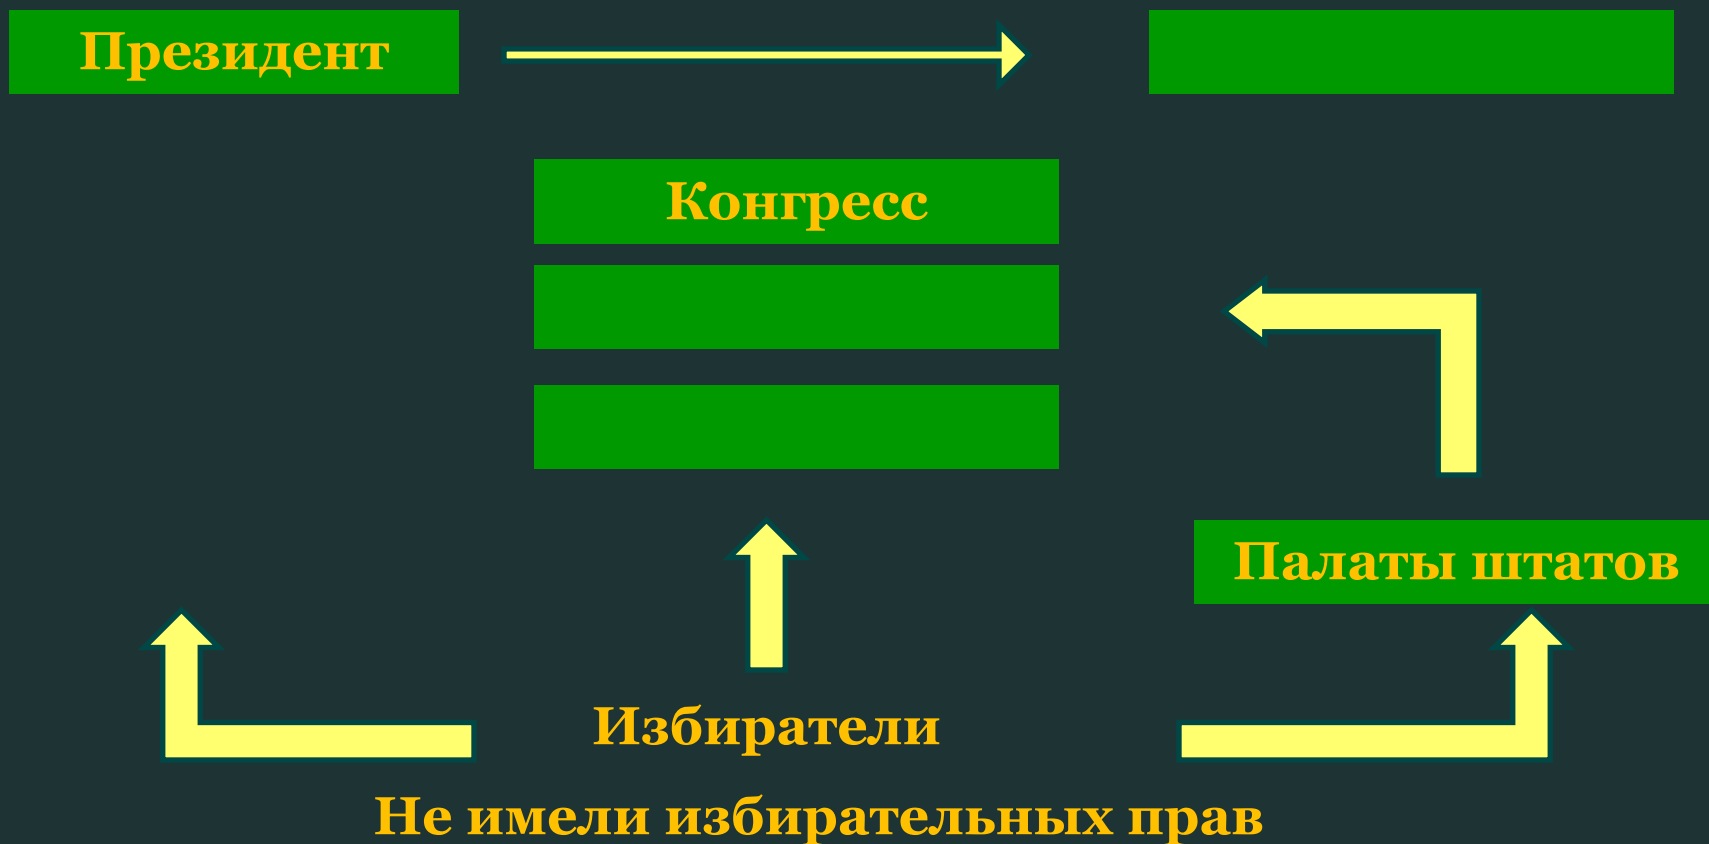 Президент
Конгресс
Палаты штатов
Избиратели
Не имели избирательных прав